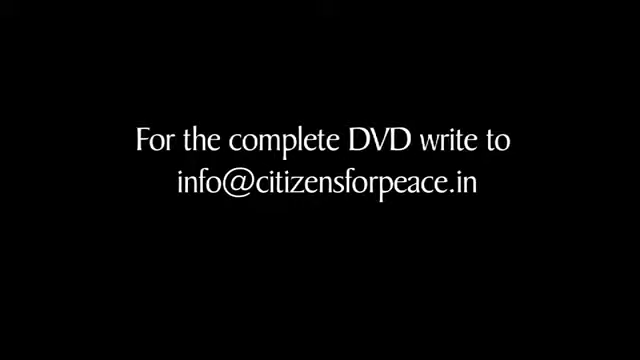 For the complete DVD write to
info@citizensforpeace.in